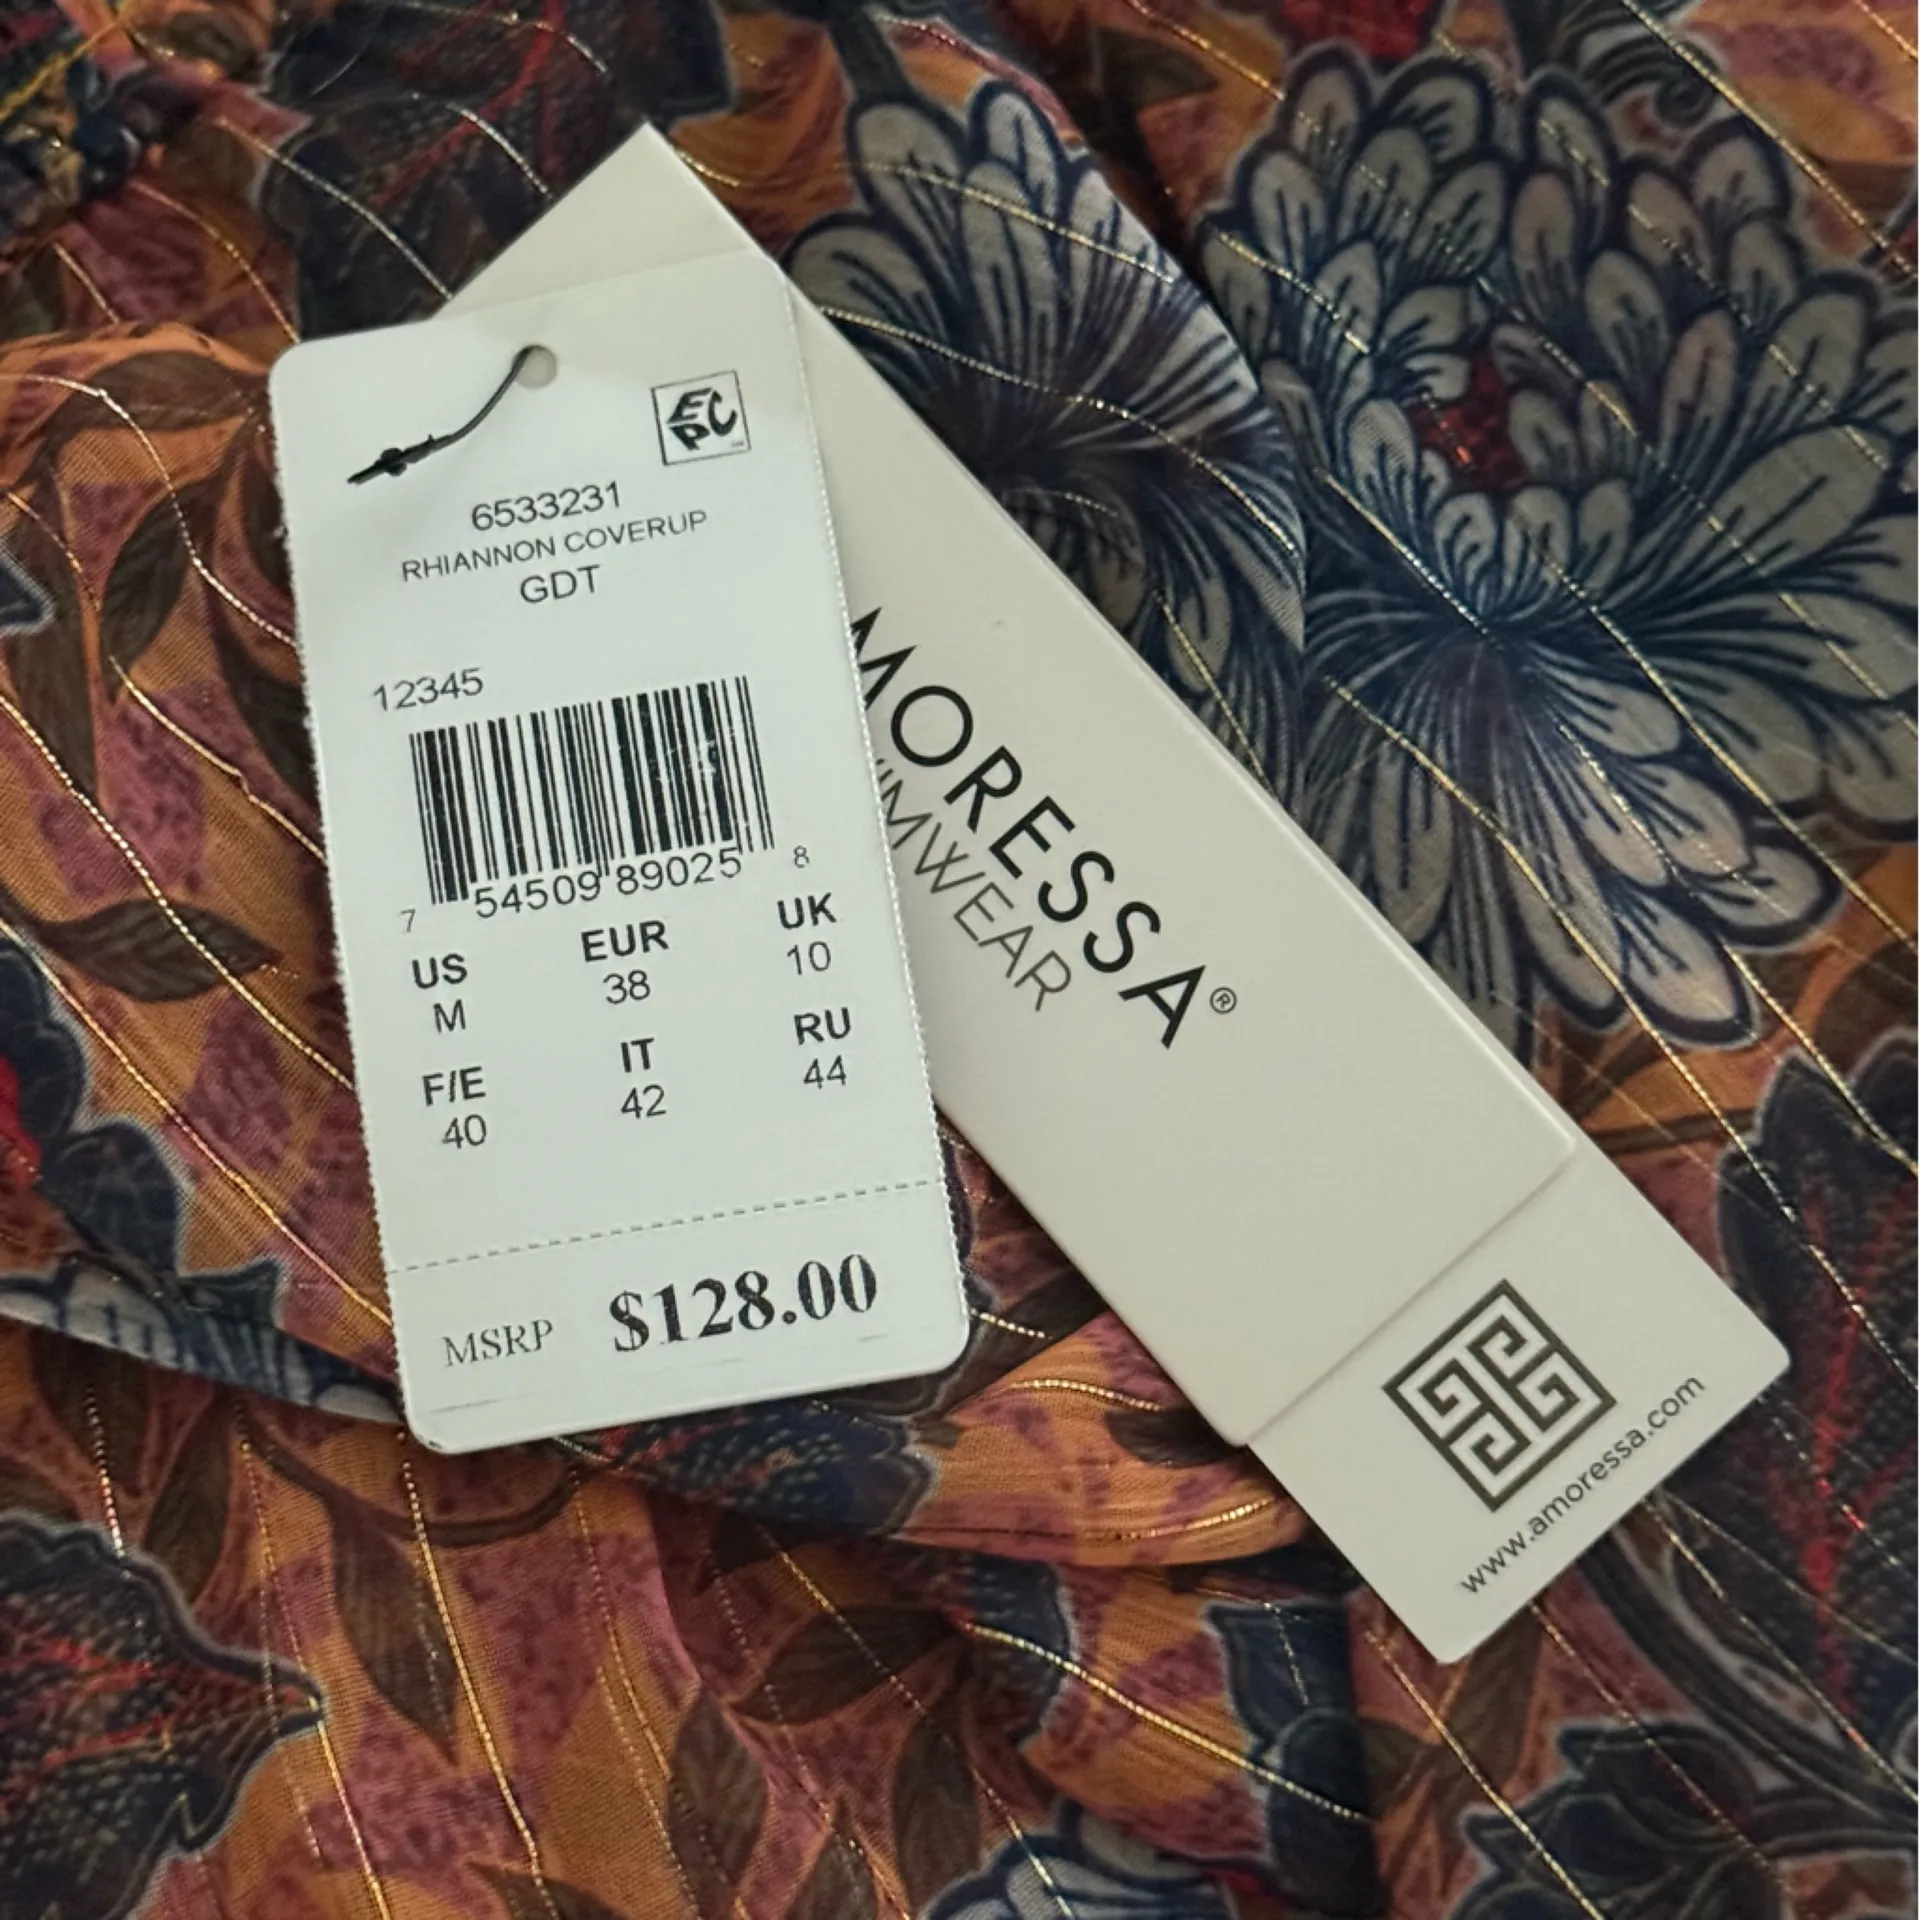 EPC
6533231
RHIANNON COVERUP
GDT
12345
7 54509 89025 8
US EUR UK
M 38 10
F/E IT RU
40 42 44
MSRP $128.00
MORESSA®
IMWEAR
www.amoressa.com